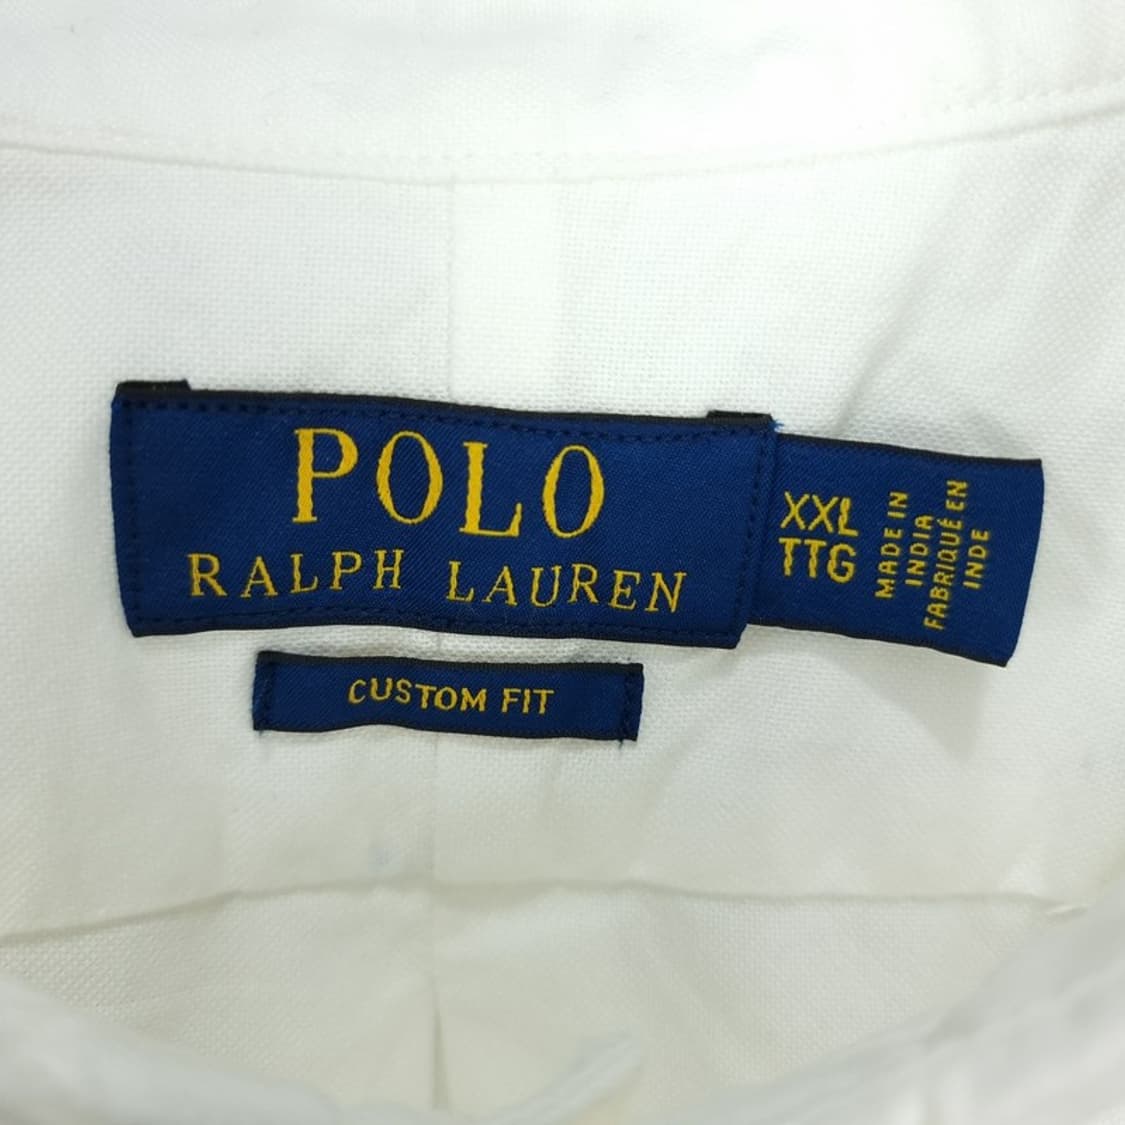 POLO
RALPH LAUREN
CUSTOM FIT
XXL
TTG
MADE IN
INDIA
FABRIQUÉ EN
INDE